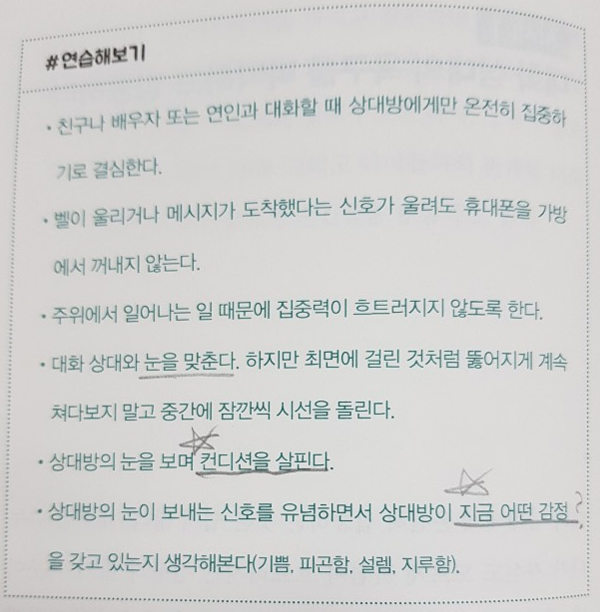 #연습해보기
• 친구나 배우자 또는 연인과 대화할 때 상대방에게만 온전히 집중하
기로 결심한다.
• 벨이 울리거나 메시지가 도착했다는 신호가 울려도 휴대폰을 가방
에서 꺼내지 않는다.
• 주위에서 일어나는 일 때문에 집중력이 흐트러지지 않도록 한다.
• 대화 상대와 눈을 맞춘다. 하지만 최면에 걸린 것처럼 뚫어지게 계속
쳐다보지 말고 중간에 잠깐씩 시선을 돌린다.
• 상대방의 눈을 보며 컨디션을 살핀다.
• 상대방의 눈이 보내는 신호를 유념하면서 상대방이 지금 어떤 감정?
을 갖고 있는지 생각해본다(기쁨, 피곤함, 설렘, 지루함).